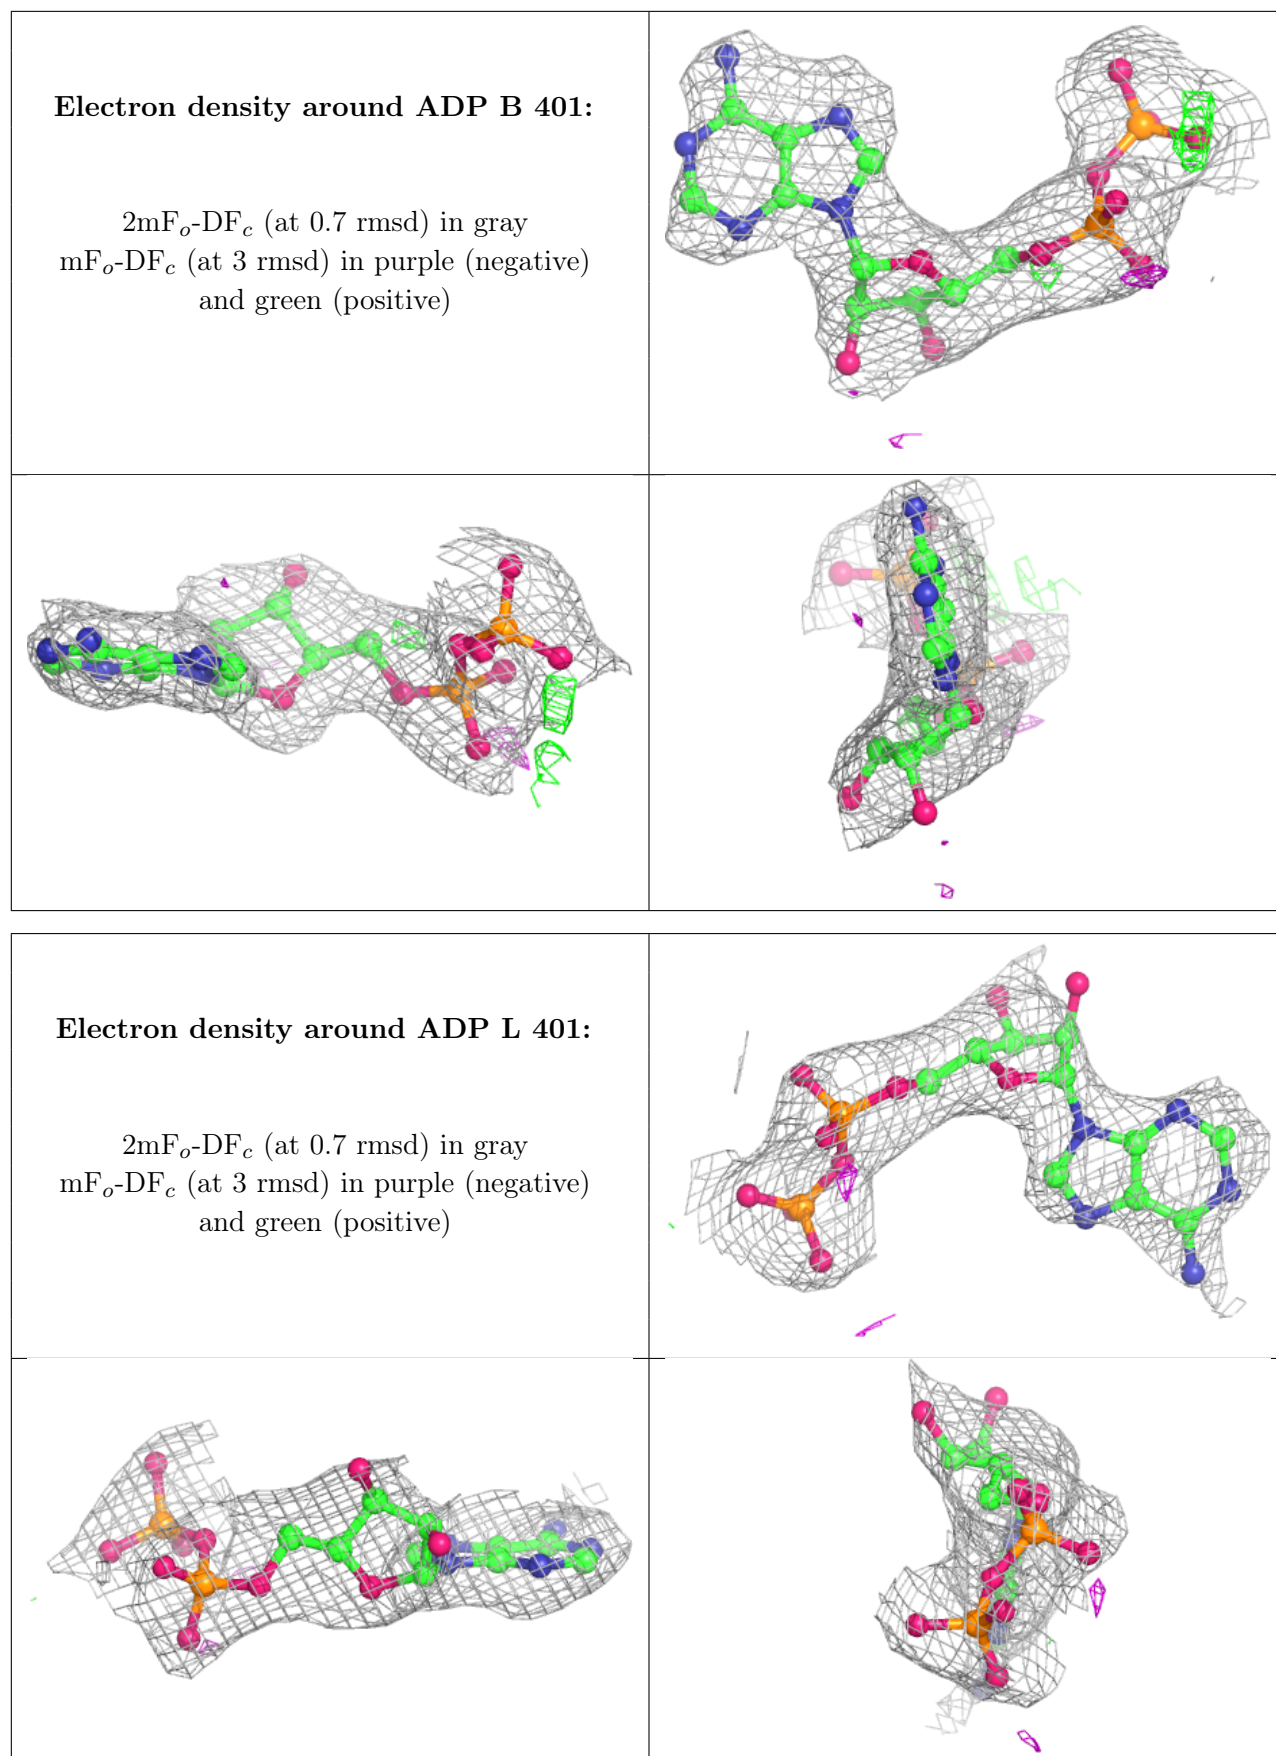 Electron density around ADP B 401:
2mFo-DFc (at 0.7 rmsd) in gray
mFo-DFc (at 3 rmsd) in purple (negative)
and green (positive)
Electron density around ADP L 401:
2mFo-DFc (at 0.7 rmsd) in gray
mFo-DFc (at 3 rmsd) in purple (negative)
and green (positive)